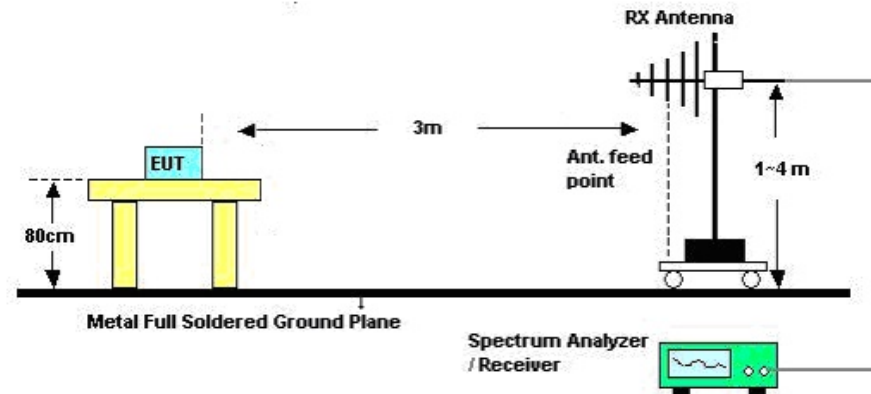 RX Antenna
3m
EUT
Ant. feed
point
1~4 m
80cm
Metal Full Soldered Ground Plane
Spectrum Analyzer
/ Receiver